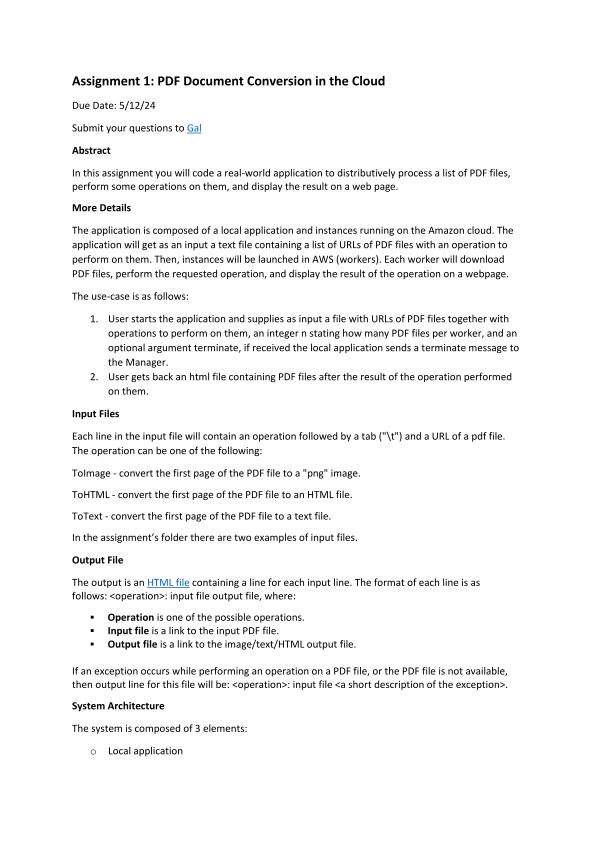 Assignment 1: PDF Document Conversion in the Cloud
Due Date: 5/12/24
Submit your questions to Gal
Abstract
In this assignment you will code a real-world application to distributively process a list of PDF files,
perform some operations on them, and display the result on a web page.
More Details
The application is composed of a local application and instances running on the Amazon cloud. The
application will get as an input a text file containing a list of URLs of PDF files with an operation to
perform on them. Then, instances will be launched in AWS (workers). Each worker will download
PDF files, perform the requested operation, and display the result of the operation on a webpage.
The use-case is as follows:
1. User starts the application and supplies as input a file with URLs of PDF files together with
operations to perform on them, an integer n stating how many PDF files per worker, and an
optional argument terminate, if received the local application sends a terminate message to
the Manager.
2. User gets back an html file containing PDF files after the result of the operation performed
on them.
Input Files
Each line in the input file will contain an operation followed by a tab ("\t") and a URL of a pdf file.
The operation can be one of the following:
ToImage - convert the first page of the PDF file to a "png" image.
ToHTML - convert the first page of the PDF file to an HTML file.
ToText - convert the first page of the PDF file to a text file.
In the assignment's folder there are two examples of input files.
Output File
The output is an HTML file containing a line for each input line. The format of each line is as
follows: <operation>: input file output file, where:
▪ Operation is one of the possible operations.
▪ Input file is a link to the input PDF file.
▪ Output file is a link to the image/text/HTML output file.
If an exception occurs while performing an operation on a PDF file, or the PDF file is not available,
then output line for this file will be: <operation>: input file <a short description of the exception>.
System Architecture
The system is composed of 3 elements:
o Local application